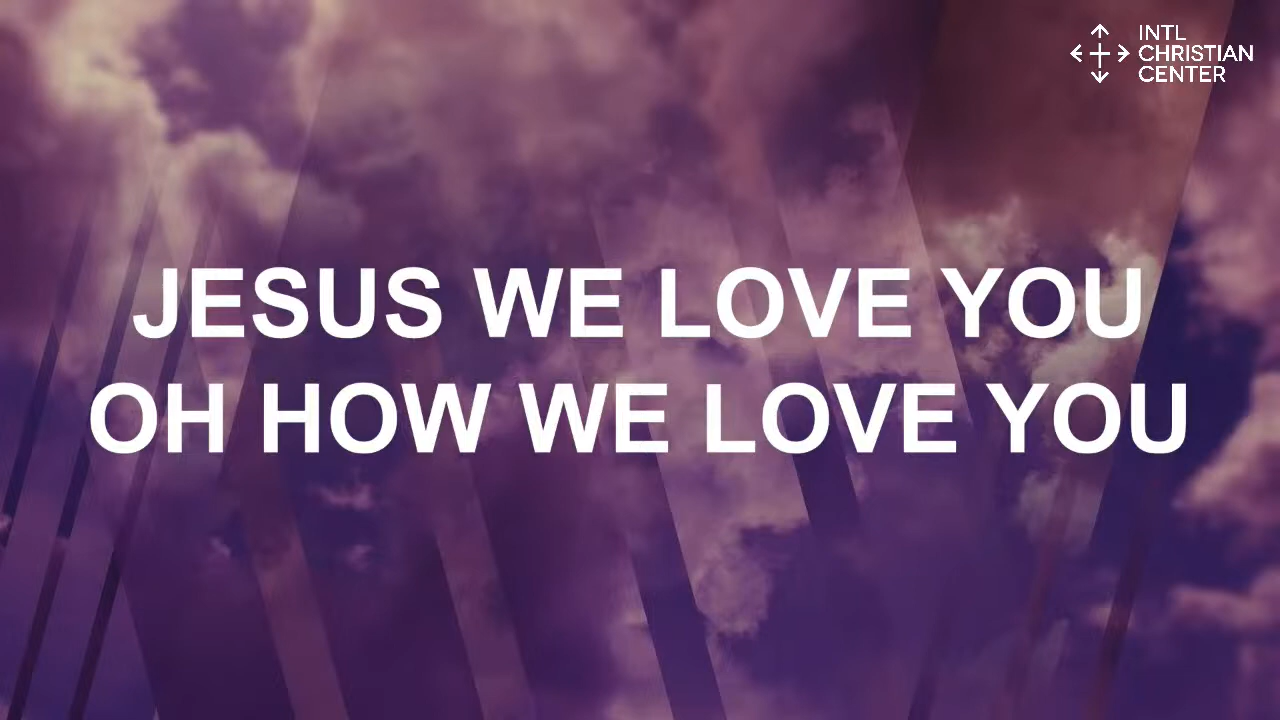 INTL
CHRISTIAN
CENTER
JESUS WE LOVE YOU
OH HOW WE LOVE YOU